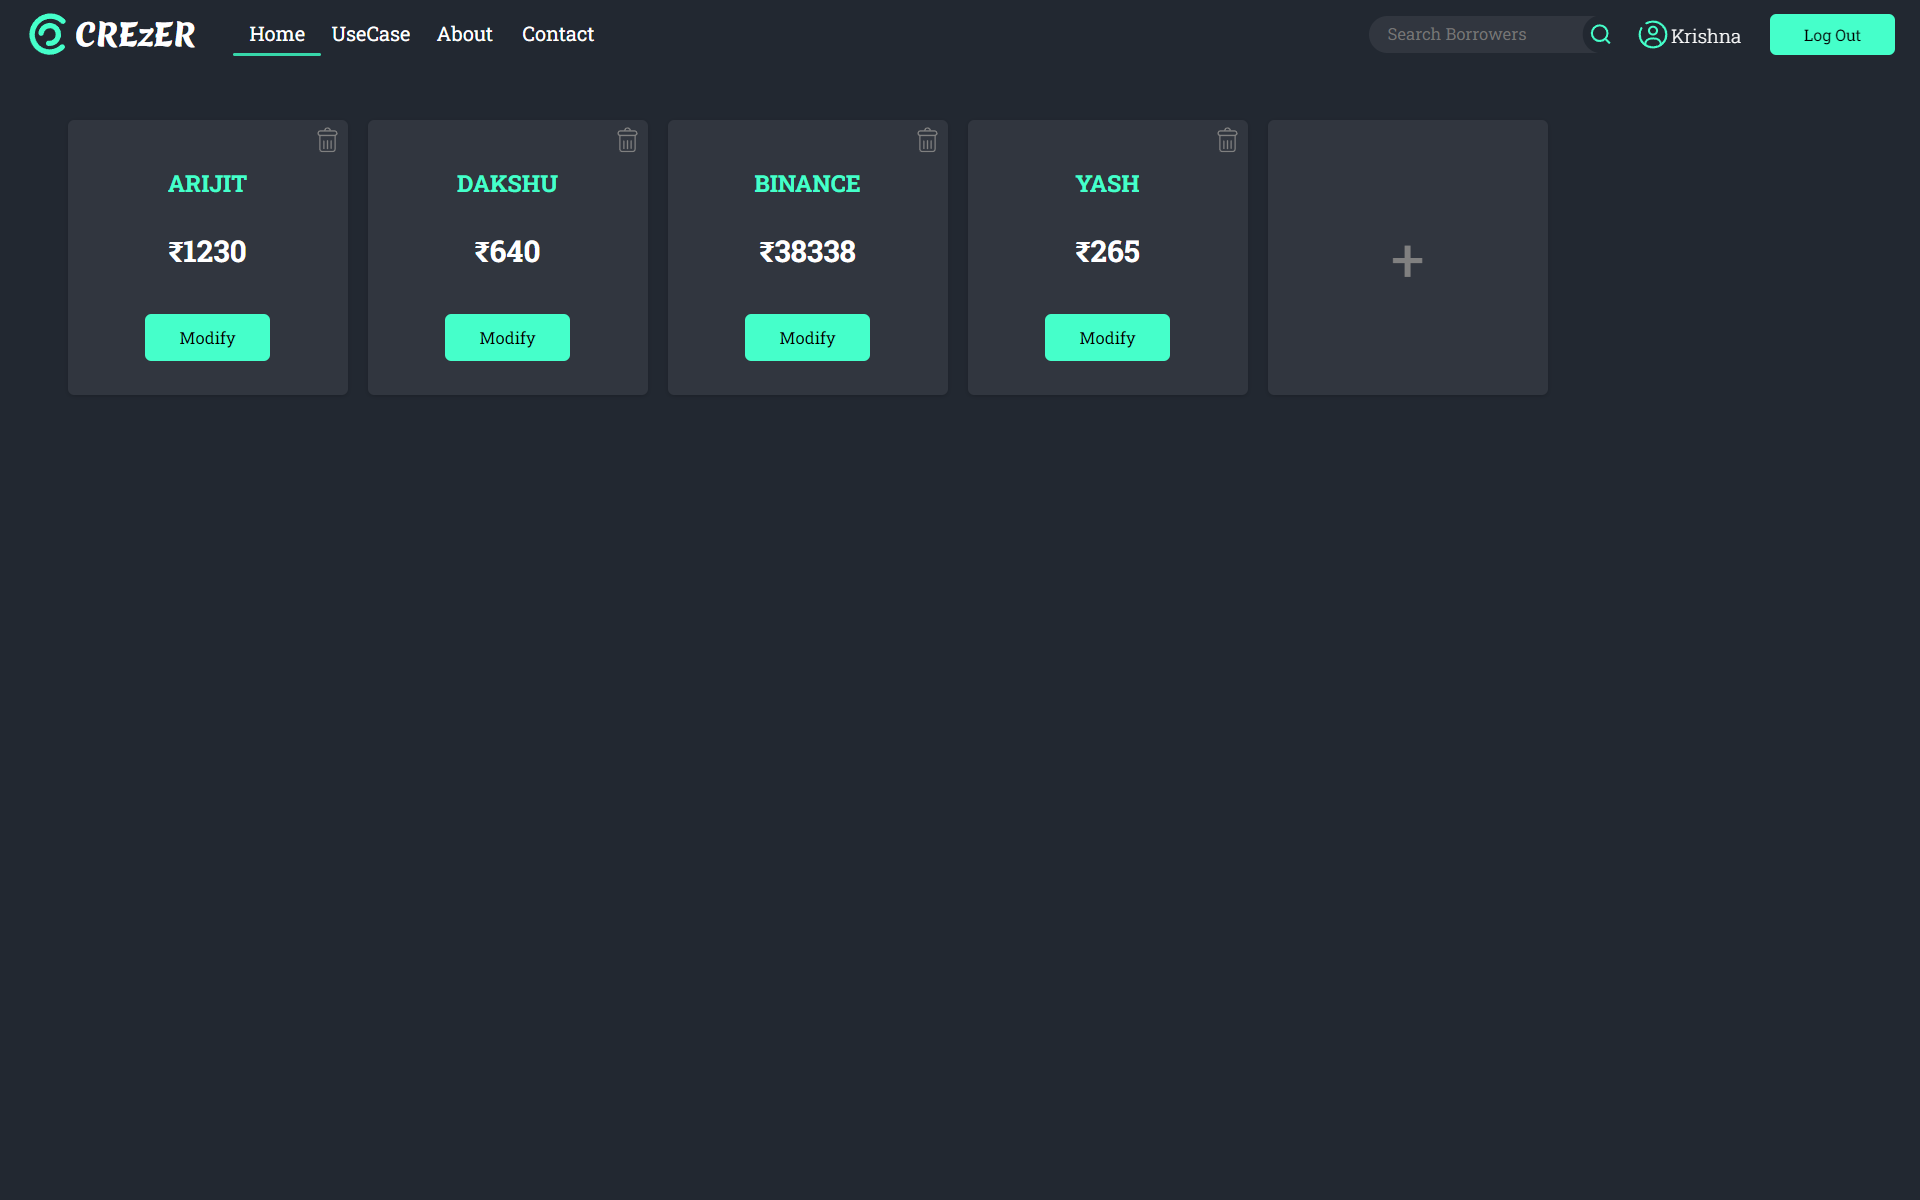 CREzER
Home UseCase About Contact
Search Borrowers
Krishna
Log Out
ARIJIT
₹1230
Modify
DAKSHU
₹640
Modify
BINANCE
₹38338
Modify
YASH
₹265
Modify
+